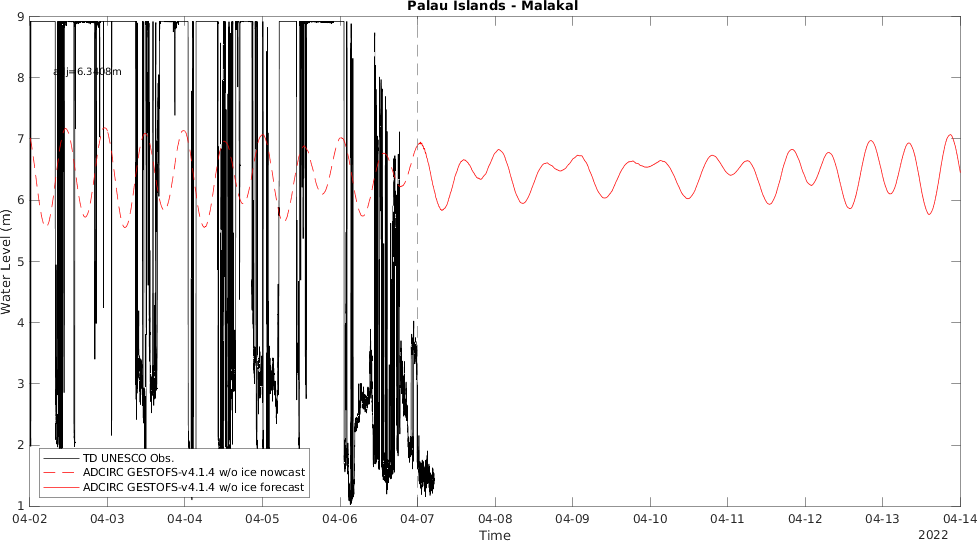 Palau Islands - Malakal
9
8
7
6
5
4
3
2
1
Water Level (m)
adj=6.3408m
TD UNESCO Obs.
ADCIRC GESTOFS-v4.1.4 w/o ice nowcast
ADCIRC GESTOFS-v4.1.4 w/o ice forecast
04-02 04-03 04-04 04-05 04-06 04-07 04-08 04-09 04-10 04-11 04-12 04-13 04-14
Time
2022